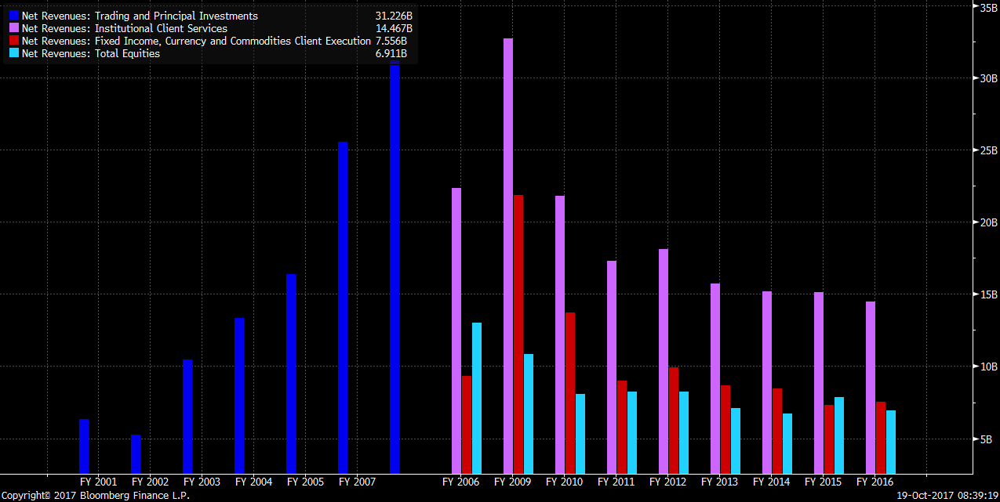 Net Revenues: Trading and Principal Investments 31.226B
Net Revenues: Institutional Client Services 14.467B
Net Revenues: Fixed Income, Currency and Commodities Client Execution 7.556B
Net Revenues: Total Equities 6.911B
35B
30B
25B
20B
15B
10B
5B
FY 2001 FY 2002 FY 2003 FY 2004 FY 2005 FY 2007 FY 2006 FY 2009 FY 2010 FY 2011 FY 2012 FY 2013 FY 2014 FY 2015 FY 2016
Copyright© 2017 Bloomberg Finance L.P. 19-Oct-2017 08:39:19